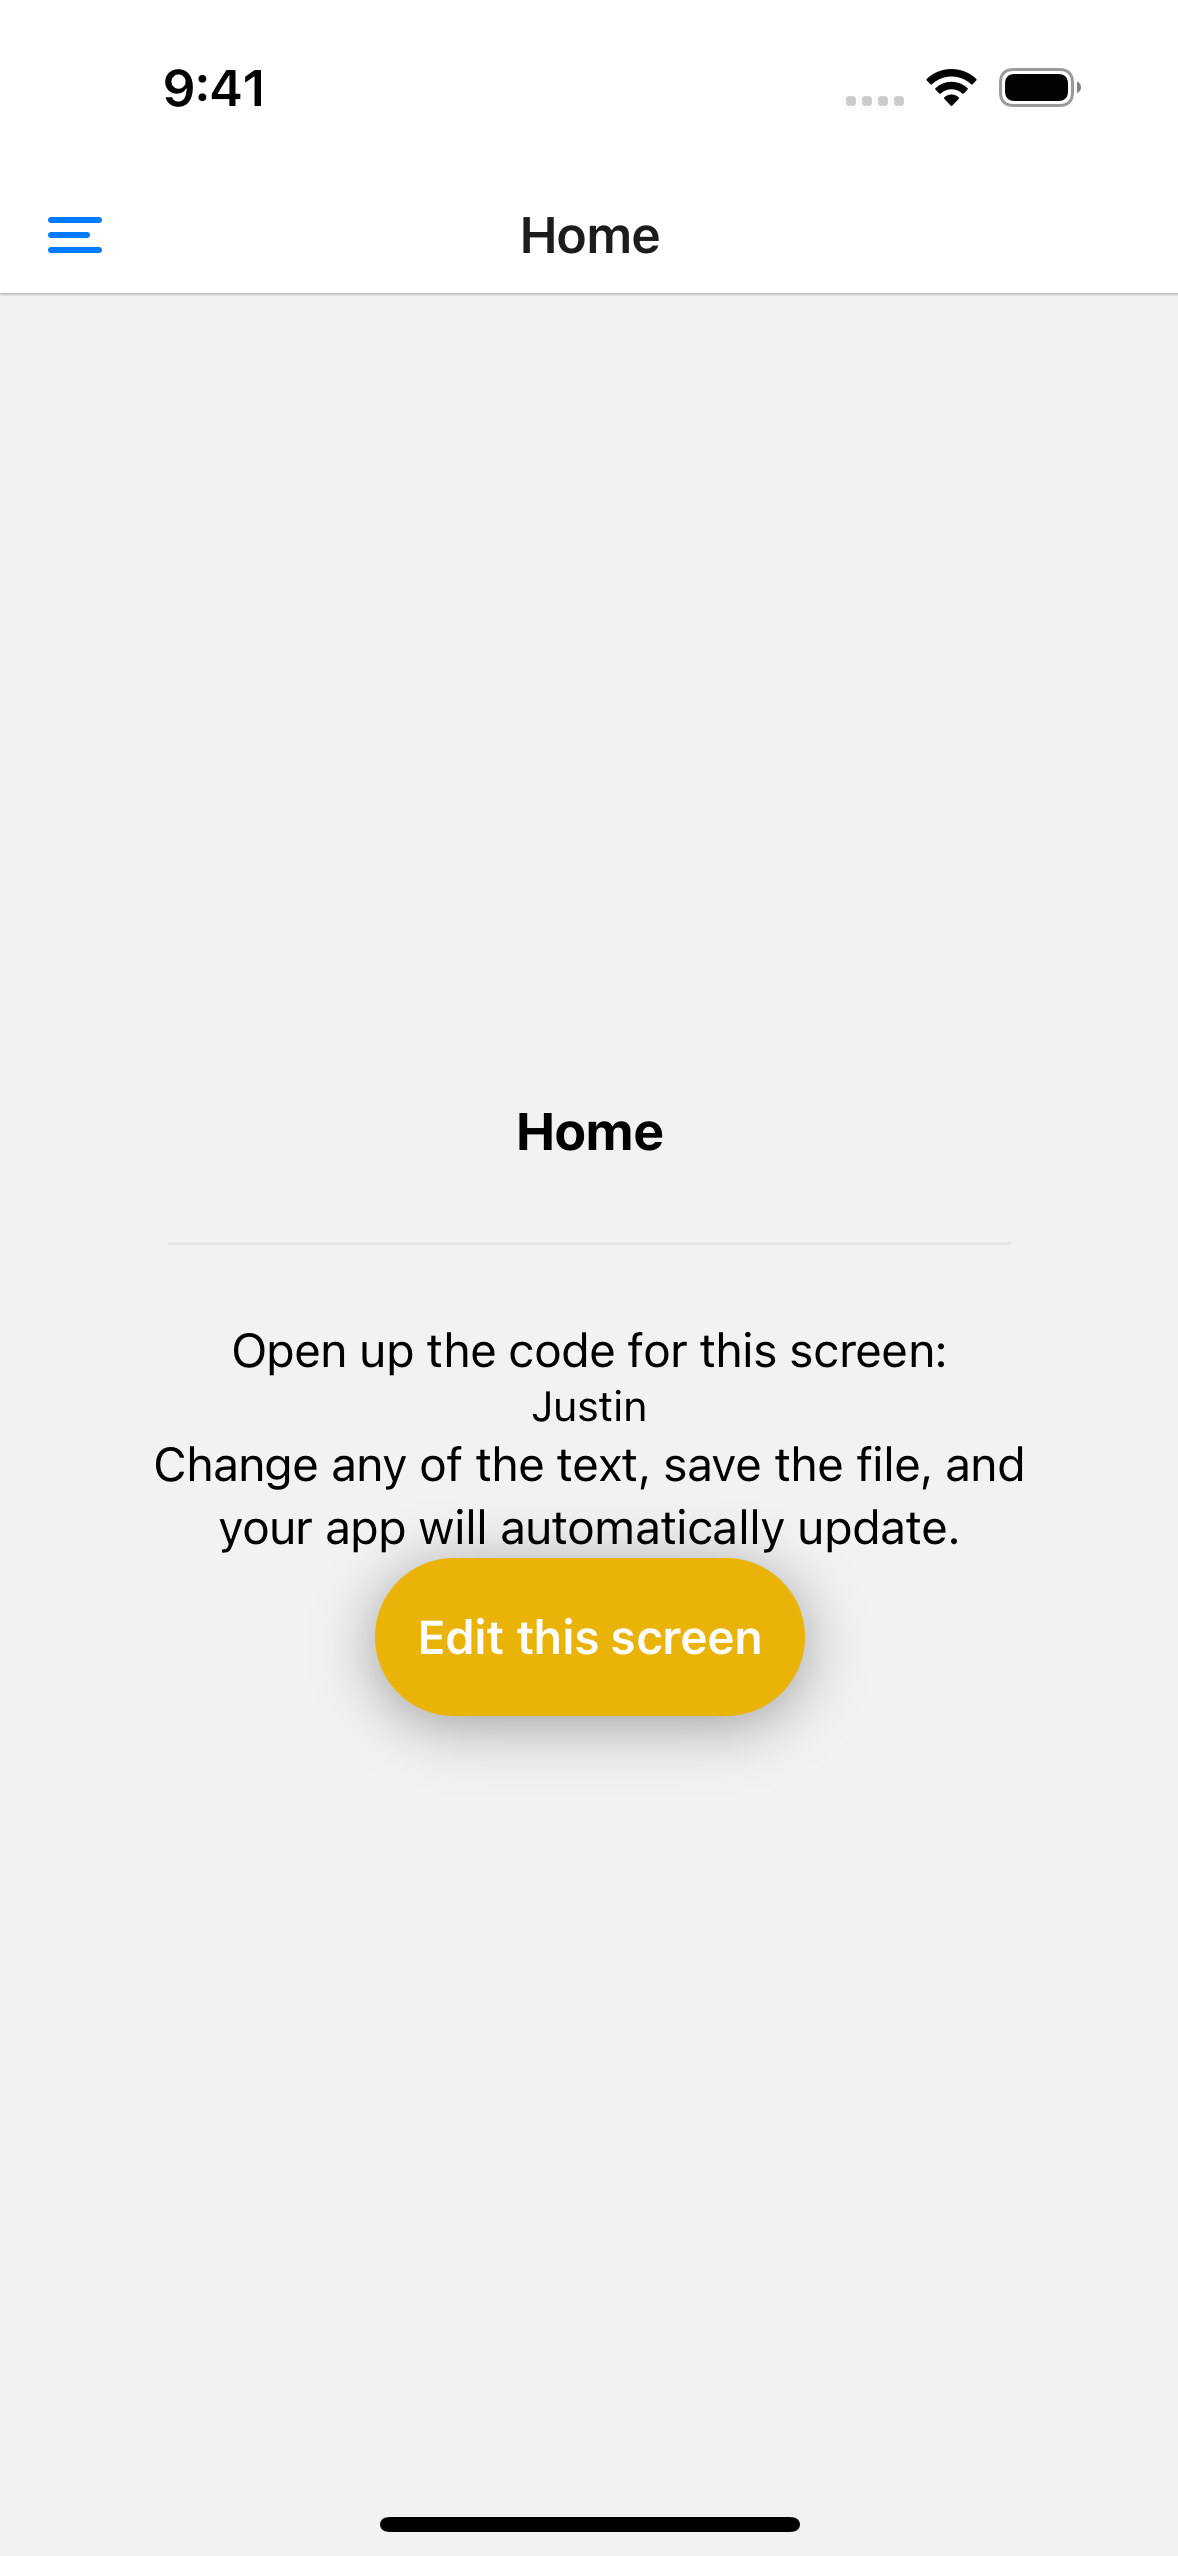 9:41
Home
Home
Open up the code for this screen:
Justin
Change any of the text, save the file, and
your app will automatically update.
Edit this screen